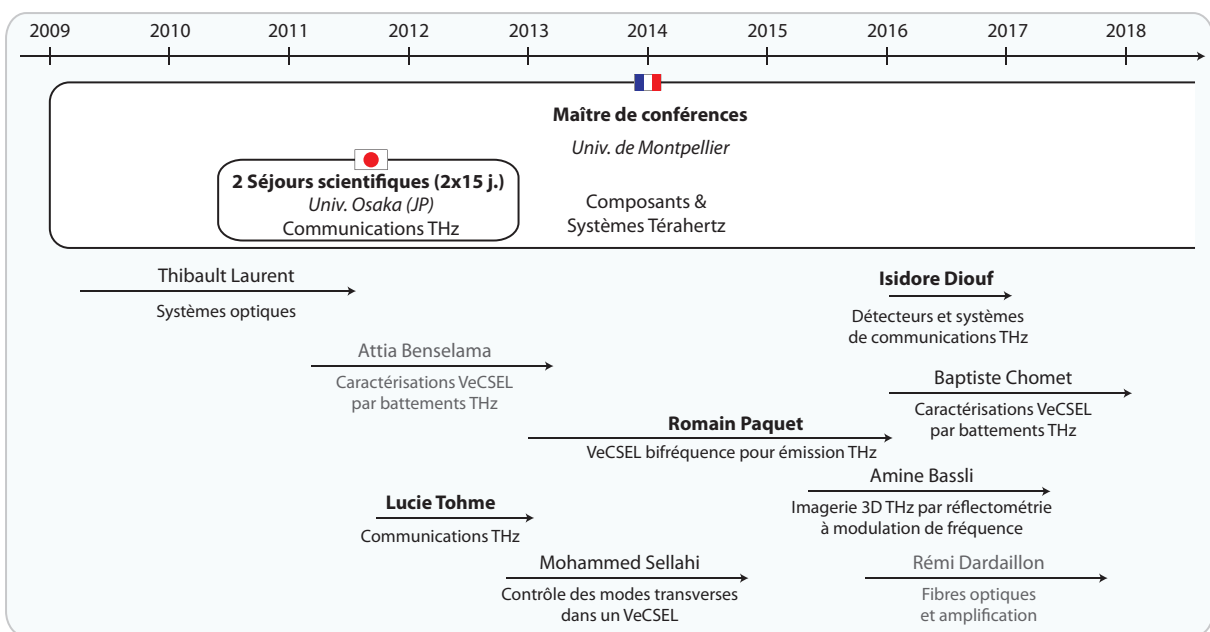 2009 2010 2011 2012 2013 2014 2015 2016 2017 2018
Maître de conférences
Univ. de Montpellier
Composants &
Systèmes Térahertz
2 Séjours scientifiques (2x15 j.)
Univ. Osaka (JP)
Communications THz
Thibault Laurent
Systèmes optiques
Isidore Diouf
Détecteurs et systèmes
de communications THz
Attia Benselama
Caractérisations VeCSEL
par battements THz
Baptiste Chomet
Caractérisations VeCSEL
par battements THz
Romain Paquet
VeCSEL bifréquence pour émission THz
Amine Bassli
Imagerie 3D THz par réflectométrie
à modulation de fréquence
Lucie Tohme
Communications THz
Mohammed Sellahi
Contrôle des modes transverses
dans un VeCSEL
Rémi Dardaillon
Fibres optiques
et amplification